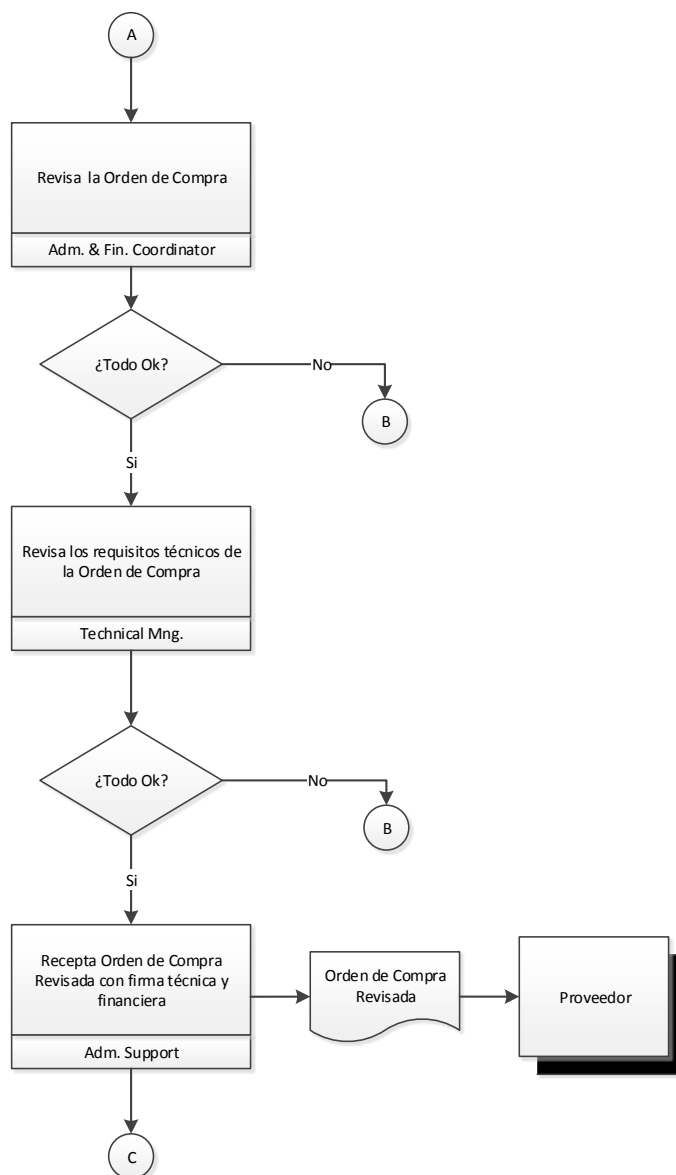 A
Revisa la Orden de Compra
Adm. & Fin. Coordinator
¿Todo Ok?
No
B
Si
Revisa los requisitos técnicos de
la Orden de Compra
Technical Mng.
¿Todo Ok?
No
B
Si
Recepta Orden de Compra
Revisada con firma técnica y
financiera
Adm. Support
Orden de Compra
Revisada
Proveedor
C